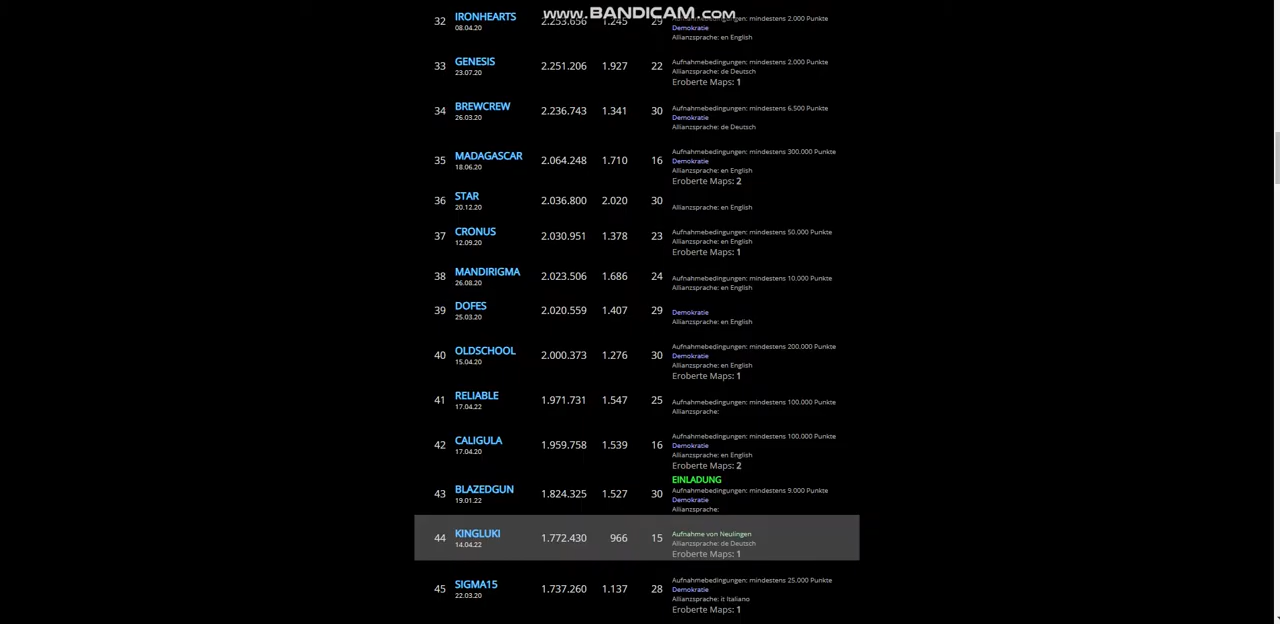 www.BANDICAM.com
32 IRONHEARTS 2.253.656 1.245 29 Aufnahmebedingungen: mindestens 2.000 Punkte
08.04.20 Demokratie
Allianzsprache: en English
33 GENESIS 2.251.206 1.927 22 Aufnahmebedingungen: mindestens 2.000 Punkte
23.07.20 Allianzsprache: de Deutsch
Eroberte Maps: 1
34 BREWCREW 2.236.743 1.341 30 Aufnahmebedingungen: mindestens 6.500 Punkte
26.03.20 Demokratie
Allianzsprache: de Deutsch
35 MADAGASCAR 2.064.248 1.710 16 Aufnahmebedingungen: mindestens 300.000 Punkte
18.06.20 Demokratie
Allianzsprache: en English
Eroberte Maps: 2
36 STAR 2.036.800 2.020 30
20.12.20 Allianzsprache: en English
37 CRONUS 2.030.951 1.378 23 Aufnahmebedingungen: mindestens 50.000 Punkte
12.09.20 Allianzsprache: en English
Eroberte Maps: 1
38 MANDIRIGMA 2.023.506 1.686 24 Aufnahmebedingungen: mindestens 10.000 Punkte
26.08.20 Allianzsprache: en English
39 DOFES 2.020.559 1.407 29 Demokratie
25.03.20 Allianzsprache: en English
40 OLDSCHOOL 2.000.373 1.276 30 Aufnahmebedingungen: mindestens 200.000 Punkte
15.04.20 Demokratie
Allianzsprache: en English
Eroberte Maps: 1
41 RELIABLE 1.971.731 1.547 25 Aufnahmebedingungen: mindestens 100.000 Punkte
17.04.22 Allianzsprache:
42 CALIGULA 1.959.758 1.539 16 Aufnahmebedingungen: mindestens 100.000 Punkte
17.04.20 Demokratie
Allianzsprache: en English
Eroberte Maps: 2
EINLADUNG
43 BLAZEDGUN 1.824.325 1.527 30 Aufnahmebedingungen: mindestens 9.000 Punkte
19.01.22 Demokratie
Allianzsprache:
44 KINGLUKI 1.772.430 966 15 Aufnahme von Neulingen
14.04.22 Allianzsprache: de Deutsch
Eroberte Maps: 1
45 SIGMA15 1.737.260 1.137 28 Aufnahmebedingungen: mindestens 25.000 Punkte
22.03.20 Demokratie
Allianzsprache: it Italiano
Eroberte Maps: 1